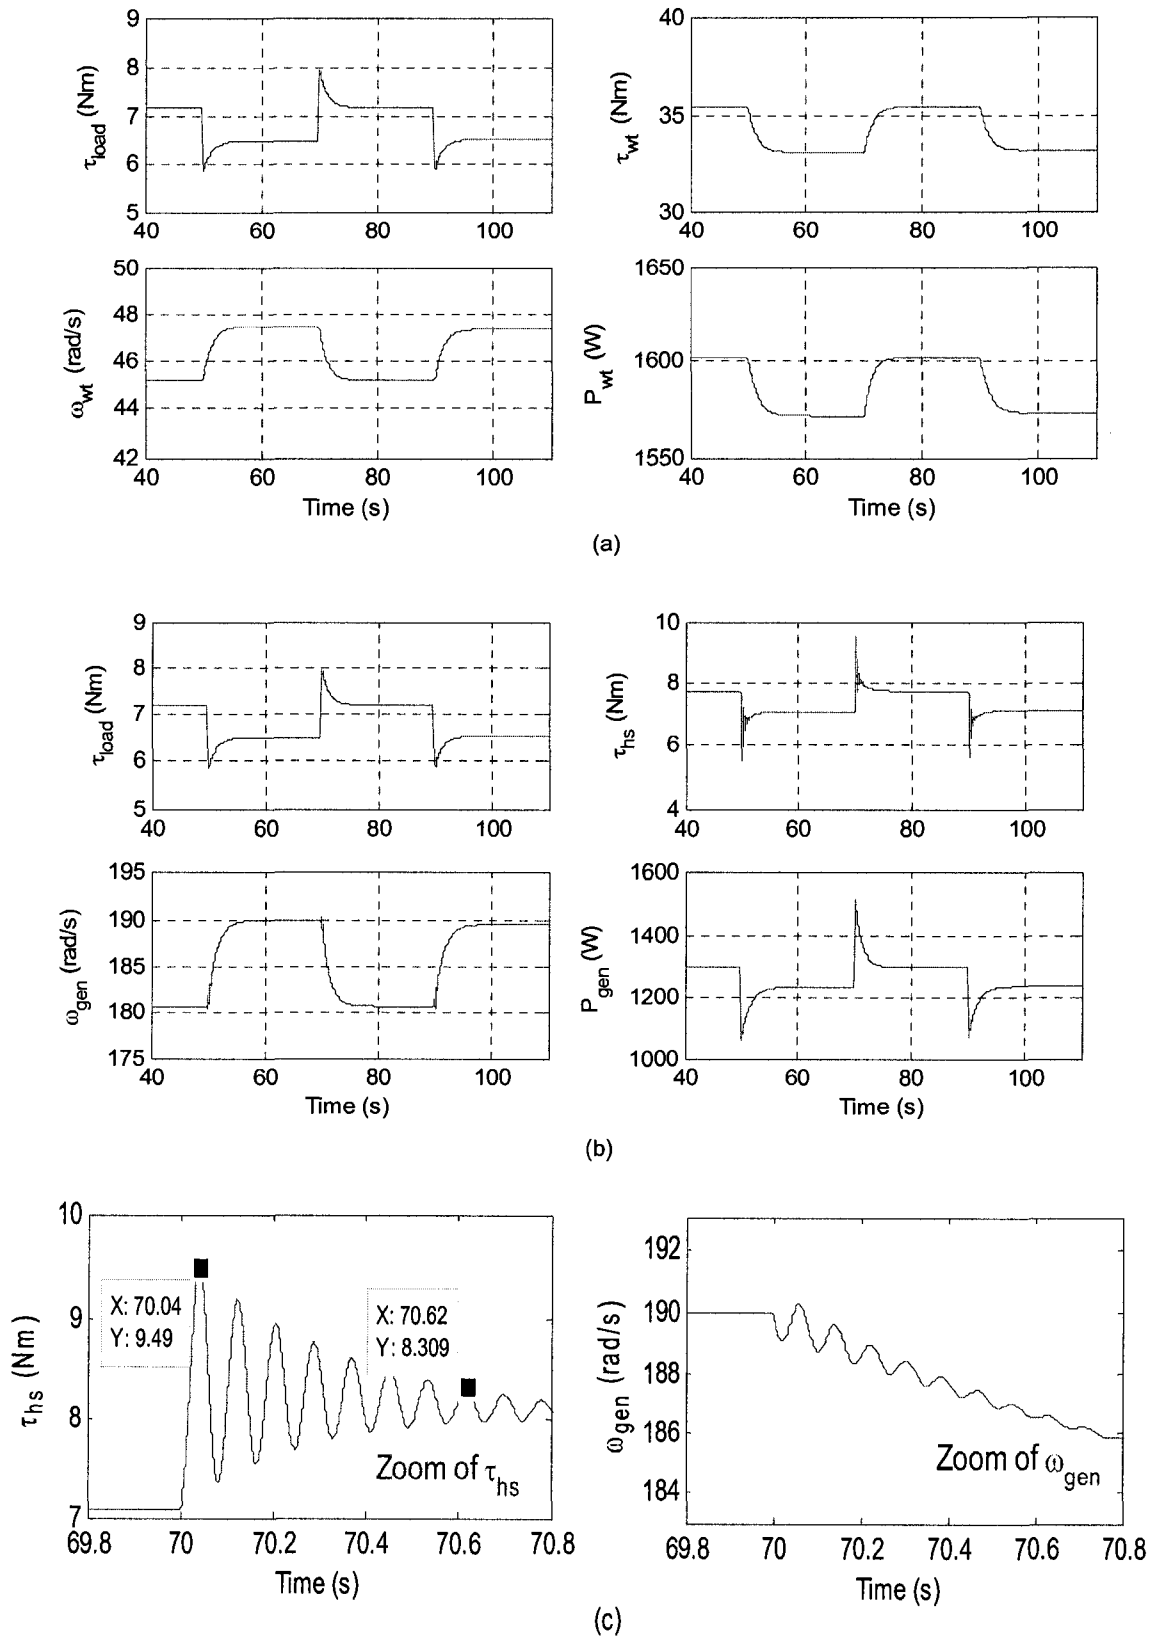 9
8
7
6
5
τload (Nm)
40 60 80 100
40
35
30
τwt (Nm)
40 60 80 100
50
48
46
44
42
ωwt (rad/s)
40 60 80 100
Time (s)
1650
1600
1550
Pwt (W)
40 60 80 100
Time (s)
(a)
9
8
7
6
5
τload (Nm)
40 60 80 100
10
8
6
4
τhs (Nm)
40 60 80 100
195
190
185
180
175
ωgen (rad/s)
40 60 80 100
Time (s)
1600
1400
1200
1000
Pgen (W)
40 60 80 100
Time (s)
(b)
10
9
8
7
τhs (Nm)
X: 70.04
Y: 9.49
X: 70.62
Y: 8.309
Zoom of τhs
69.8 70 70.2 70.4 70.6 70.8
Time (s)
192
190
188
186
184
ωgen (rad/s)
Zoom of ωgen
69.8 70 70.2 70.4 70.6 70.8
Time (s)
(c)